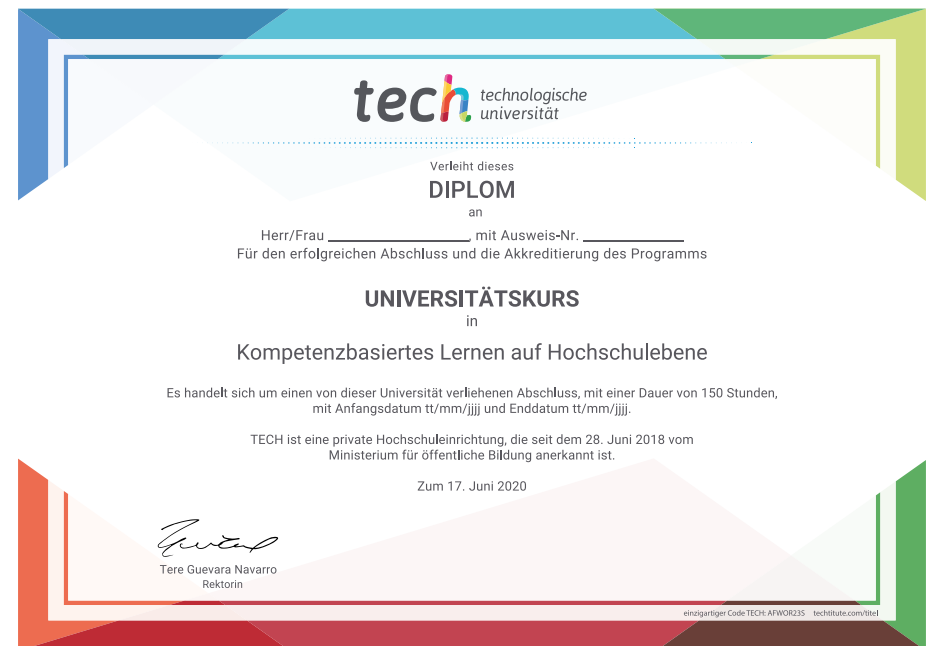 tech technologische
universität
Verleiht dieses
DIPLOM
an
Herr/Frau ____________________, mit Ausweis-Nr. ______________
Für den erfolgreichen Abschluss und die Akkreditierung des Programms
UNIVERSITÄTSKURS
in
Kompetenzbasiertes Lernen auf Hochschulebene
Es handelt sich um einen von dieser Universität verliehenen Abschluss, mit einer Dauer von 150 Stunden,
mit Anfangsdatum tt/mm/jjjj und Enddatum tt/mm/jjjj.
TECH ist eine private Hochschuleinrichtung, die seit dem 28. Juni 2018 vom
Ministerium für öffentliche Bildung anerkannt ist.
Zum 17. Juni 2020
Tere Guevara Navarro
Rektorin
einzigartiger Code TECH: AFWOR23S techtitute.com/titel